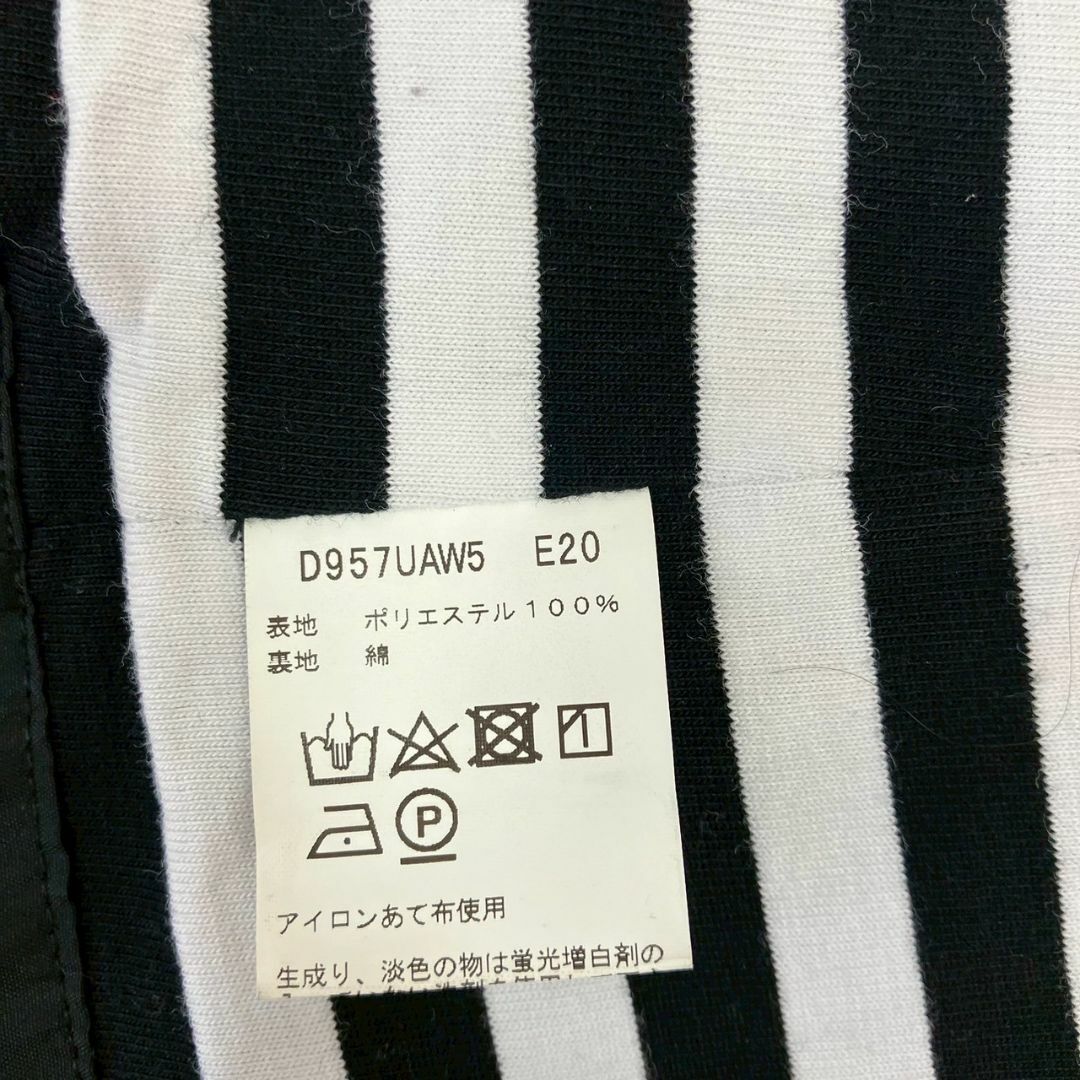 D957UAW5 E20
表地 ポリエステル100%
裏地 綿
P
アイロンあて布使用
生成り、淡色の物は蛍光増白剤の